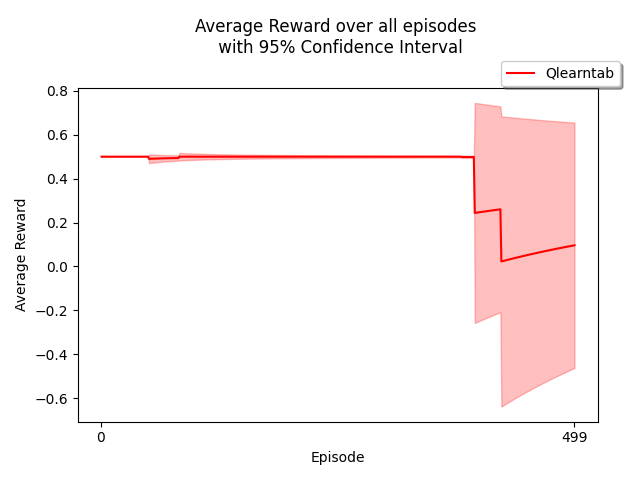 Average Reward over all episodes
with 95% Confidence Interval
Qlearntab
0.8
0.6
0.4
0.2
0.0
−0.2
−0.4
−0.6
Average Reward
0
499
Episode